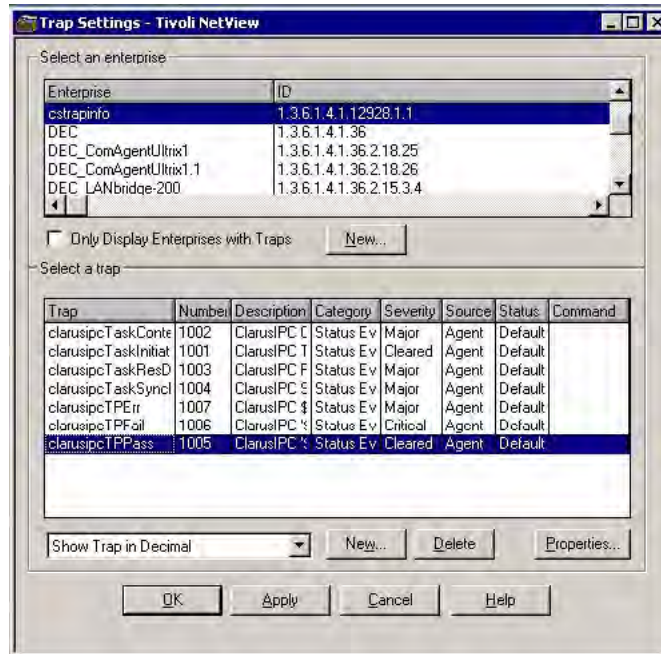 Trap Settings - Tivoli NetView
Select an enterprise
Enterprise ID
cstrapinfo 1.3.6.1.4.1.12928.1.1
DEC 1.3.6.1.4.1.36
DEC_ComAgentUltrix1 1.3.6.1.4.1.36.2.18.25
DEC_ComAgentUltrix1.1 1.3.6.1.4.1.36.2.18.26
DEC_LANbridge-200 1.3.6.1.4.1.36.2.15.3.4
Only Display Enterprises with Traps New...
Select a trap
Trap Number Description Category Severity Source Status Command
clarusipcTaskConte 1002 ClarusIPC Status Ev Major Agent Default
clarusipcTaskInitiat 1001 ClarusIPC T Status Ev Cleared Agent Default
clarusipcTaskResD 1003 ClarusIPC Status Ev Major Agent Default
clarusipcTaskSyncl 1004 ClarusIPC Status Ev Major Agent Default
clarusipcTPErr 1007 ClarusIPC $ Status Ev Major Agent Default
clarusipcTPFail 1006 ClarusIPC Status Ev Critical Agent Default
clarusipcTPPass 1005 ClarusIPC Status Ev Cleared Agent Default
Show Trap in Decimal New... Delete Properties...
OK Apply Cancel Help